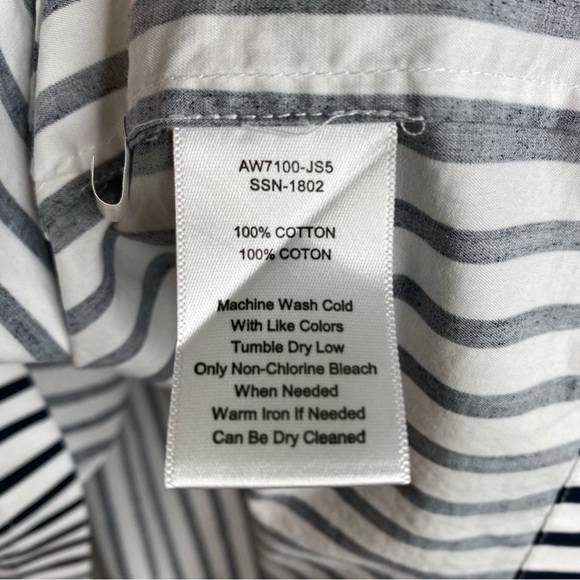 AW7100-JS5
SSN-1802
100% COTTON
100% COTON
Machine Wash Cold
With Like Colors
Tumble Dry Low
Only Non-Chlorine Bleach
When Needed
Warm Iron If Needed
Can Be Dry Cleaned